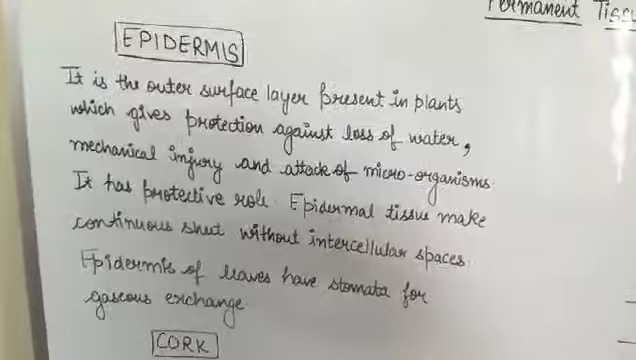 Permanent Tissu
EPIDERMIS
It is the outer surface layer present in plants
which gives protection against loss of water,
mechanical injury and attack of micro-organisms.
It has protective role. Epidermal tissue make
continuous sheet without intercellular spaces.
Epidermis of leaves have stomata for
gaseous exchange
CORK